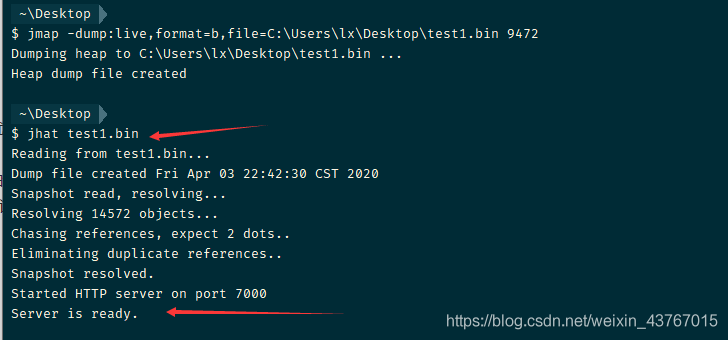 ~\Desktop
$ jmap -dump:live,format=b,file=C:\Users\lx\Desktop\test1.bin 9472
Dumping heap to C:\Users\lx\Desktop\test1.bin ...
Heap dump file created
~\Desktop
$ jhat test1.bin
Reading from test1.bin...
Dump file created Fri Apr 03 22:42:30 CST 2020
Snapshot read, resolving...
Resolving 14572 objects...
Chasing references, expect 2 dots..
Eliminating duplicate references..
Snapshot resolved.
Started HTTP server on port 7000
Server is ready.
https://blog.csdn.net/weixin_43767015